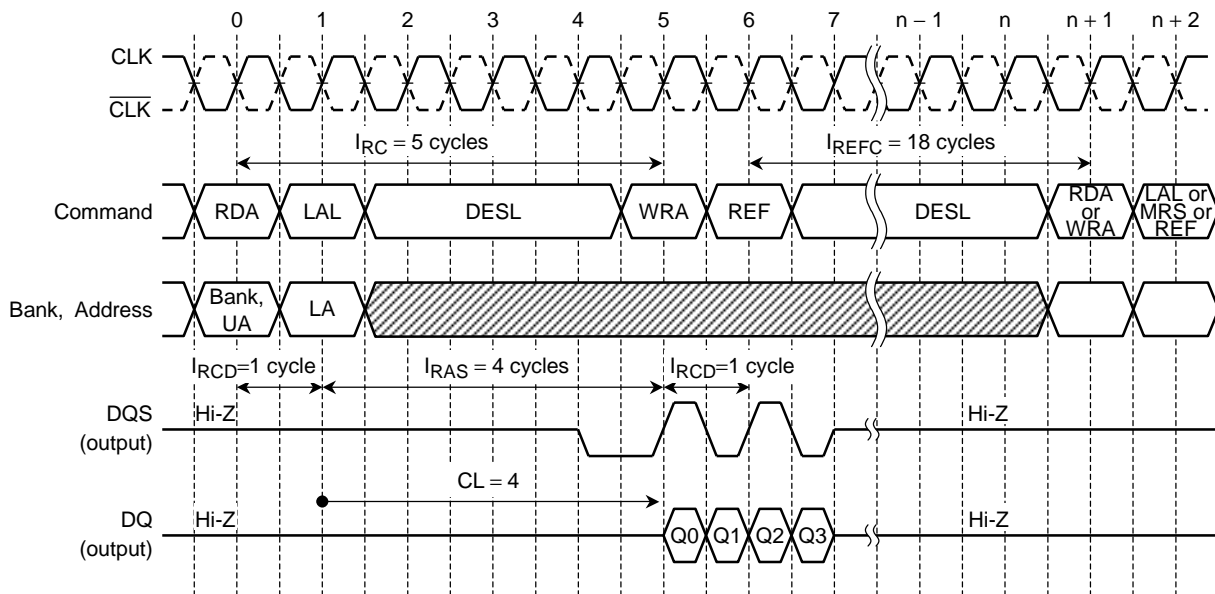 0 1 2 3 4 5 6 7 n − 1 n n + 1 n + 2
CLK
CLK
IRC = 5 cycles IREFC = 18 cycles
Command RDA LAL DESL WRA REF DESL RDA or WRA LAL or MRS or REF
Bank, Address Bank, UA LA
IRCD=1 cycle IRAS = 4 cycles IRCD=1 cycle
DQS (output) Hi-Z Hi-Z
CL = 4
DQ (output) Hi-Z Q0 Q1 Q2 Q3 Hi-Z